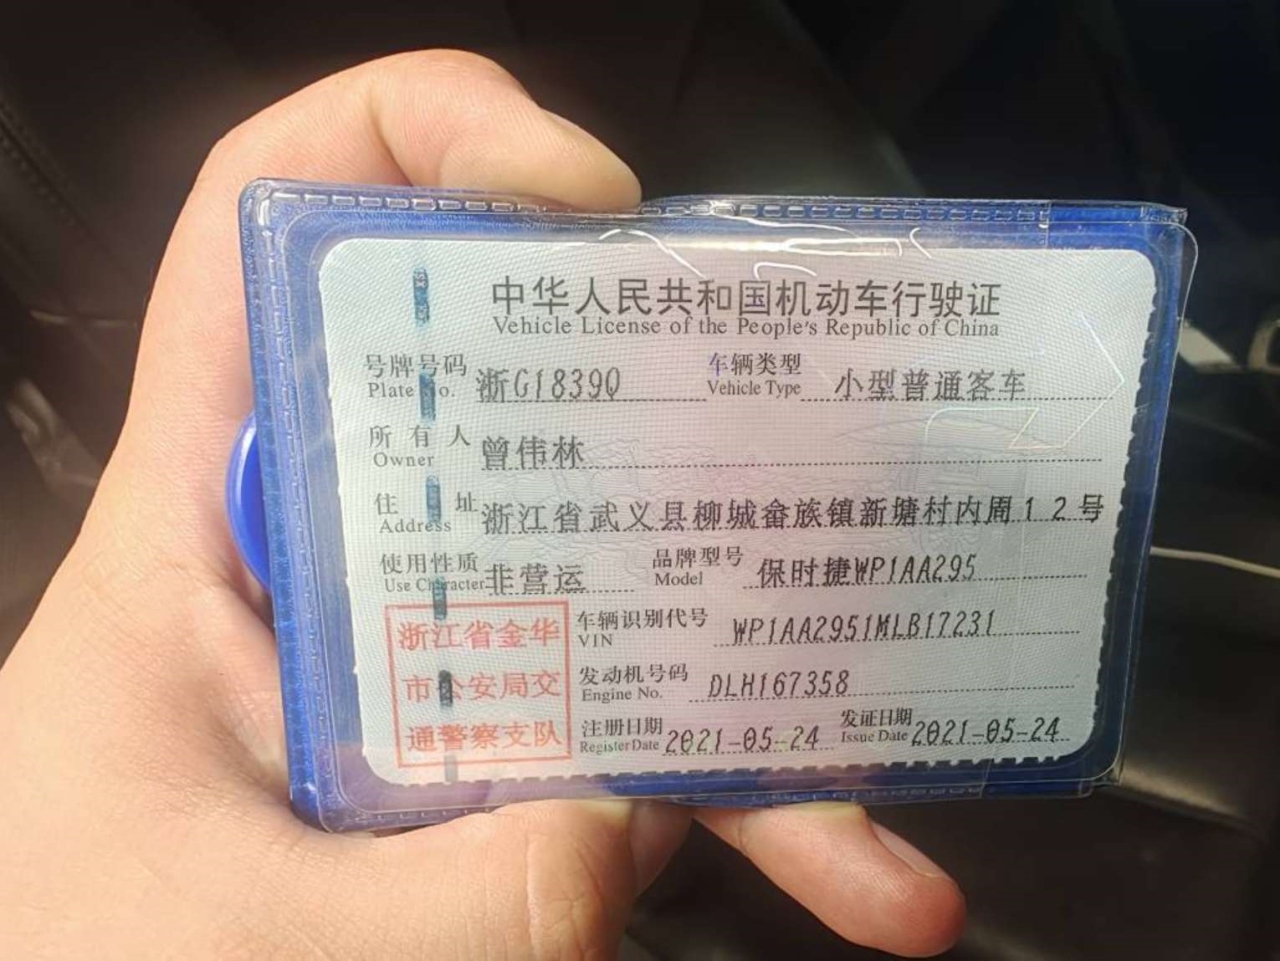 中华人民共和国机动车行驶证
Vehicle License of the People's Republic of China
号牌号码 浙G1839Q 车辆类型 小型普通客车
Plate No. Vehicle Type
所有人 曾伟林
Owner
住址 浙江省武义县柳城畲族镇新塘村内周12号
Address
使用性质 非营运 品牌型号 保时捷WP1AA295
Use Character Model
浙江省金华
市公安局交
通警察支队
车辆识别代号 WP1AA2951MLB17231
VIN
发动机号码 DLH167358
Engine No.
注册日期 2021-05-24 发证日期 2021-05-24
Register Date Issue Date